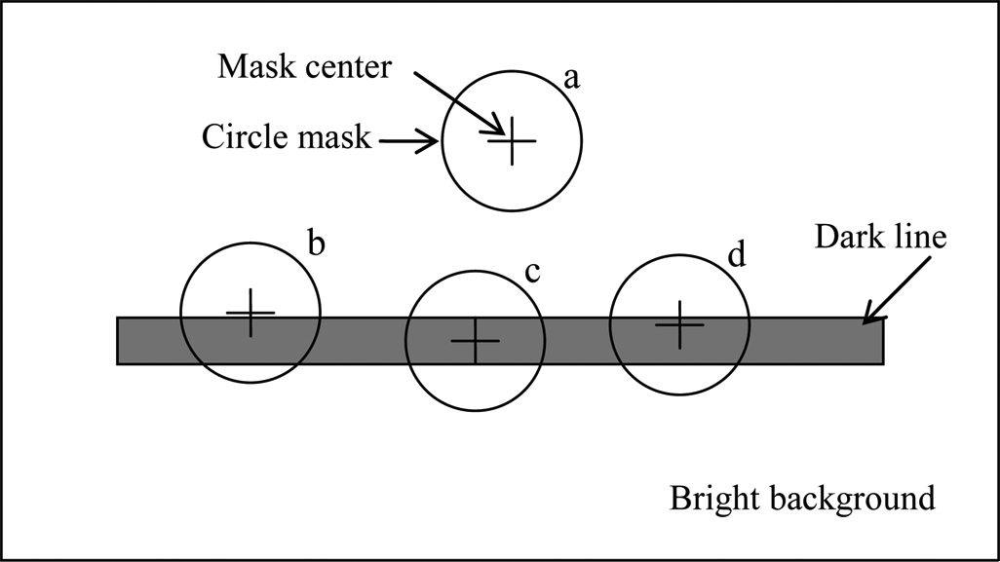 Mask center
a
Circle mask
b
c
d
Dark line
Bright background